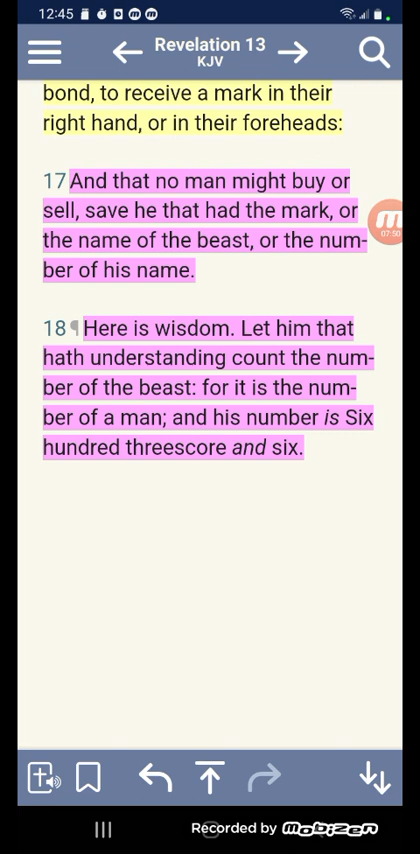 12:45
Revelation 13
KJV
bond, to receive a mark in their
right hand, or in their foreheads:
17 And that no man might buy or
sell, save he that had the mark, or
the name of the beast, or the num-
07:50
ber of his name.
18 ¶ Here is wisdom. Let him that
hath understanding count the num-
ber of the beast: for it is the num-
ber of a man; and his number is Six
hundred threescore and six.
Recorded by mobizen